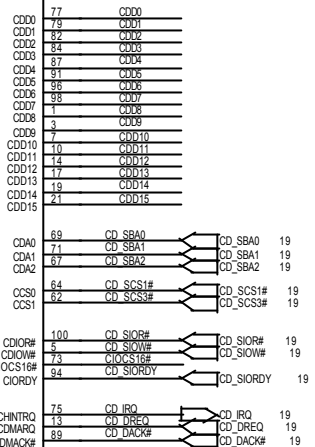 CDD0 77 CDD0
CDD1 79 CDD1
CDD2 82 CDD2
CDD3 84 CDD3
CDD4 87 CDD4
CDD5 91 CDD5
CDD6 96 CDD6
CDD7 98 CDD7
CDD8 1 CDD8
CDD9 3 CDD9
CDD10 7 CDD10
CDD11 10 CDD11
CDD12 14 CDD12
CDD13 17 CDD13
CDD14 19 CDD14
CDD15 21 CDD15
CDA0 69 CD_SBA0 CD_SBA0 19
CDA1 71 CD_SBA1 CD_SBA1 19
CDA2 67 CD_SBA2 CD_SBA2 19
CCS0 64 CD_SCS1# CD_SCS1# 19
CCS1 62 CD_SCS3# CD_SCS3# 19
CDIOR# 100 CD_SIOR# CD_SIOR# 19
CDIOW# 5 CD_SIOW# CD_SIOW# 19
OCS16# 73 CIOCS16#
CIORDY 94 CD_SIORDY CD_SIORDY 19
CHINTRQ 75 CD_IRQ CD_IRQ 19
CDMARQ 13 CD_DREQ CD_DREQ 19
DMACK# 89 CD_DACK# CD_DACK# 19